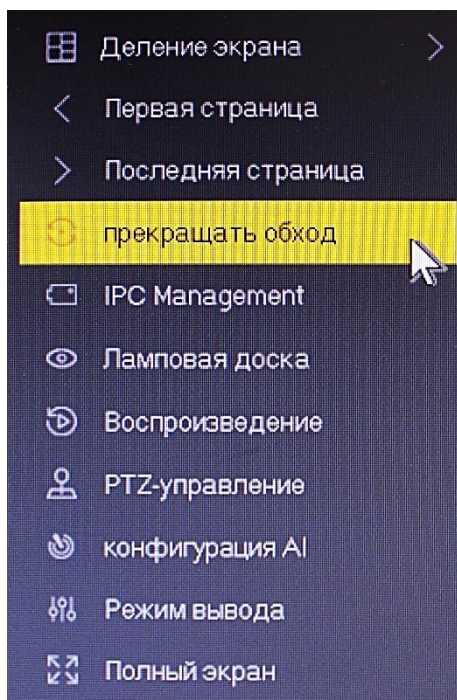 Деление экрана
Первая страница
Последняя страница
прекращать обход
IPC Management
Ламповая доска
Воспроизведение
PTZ-управление
конфигурация AI
Режим вывода
Полный экран